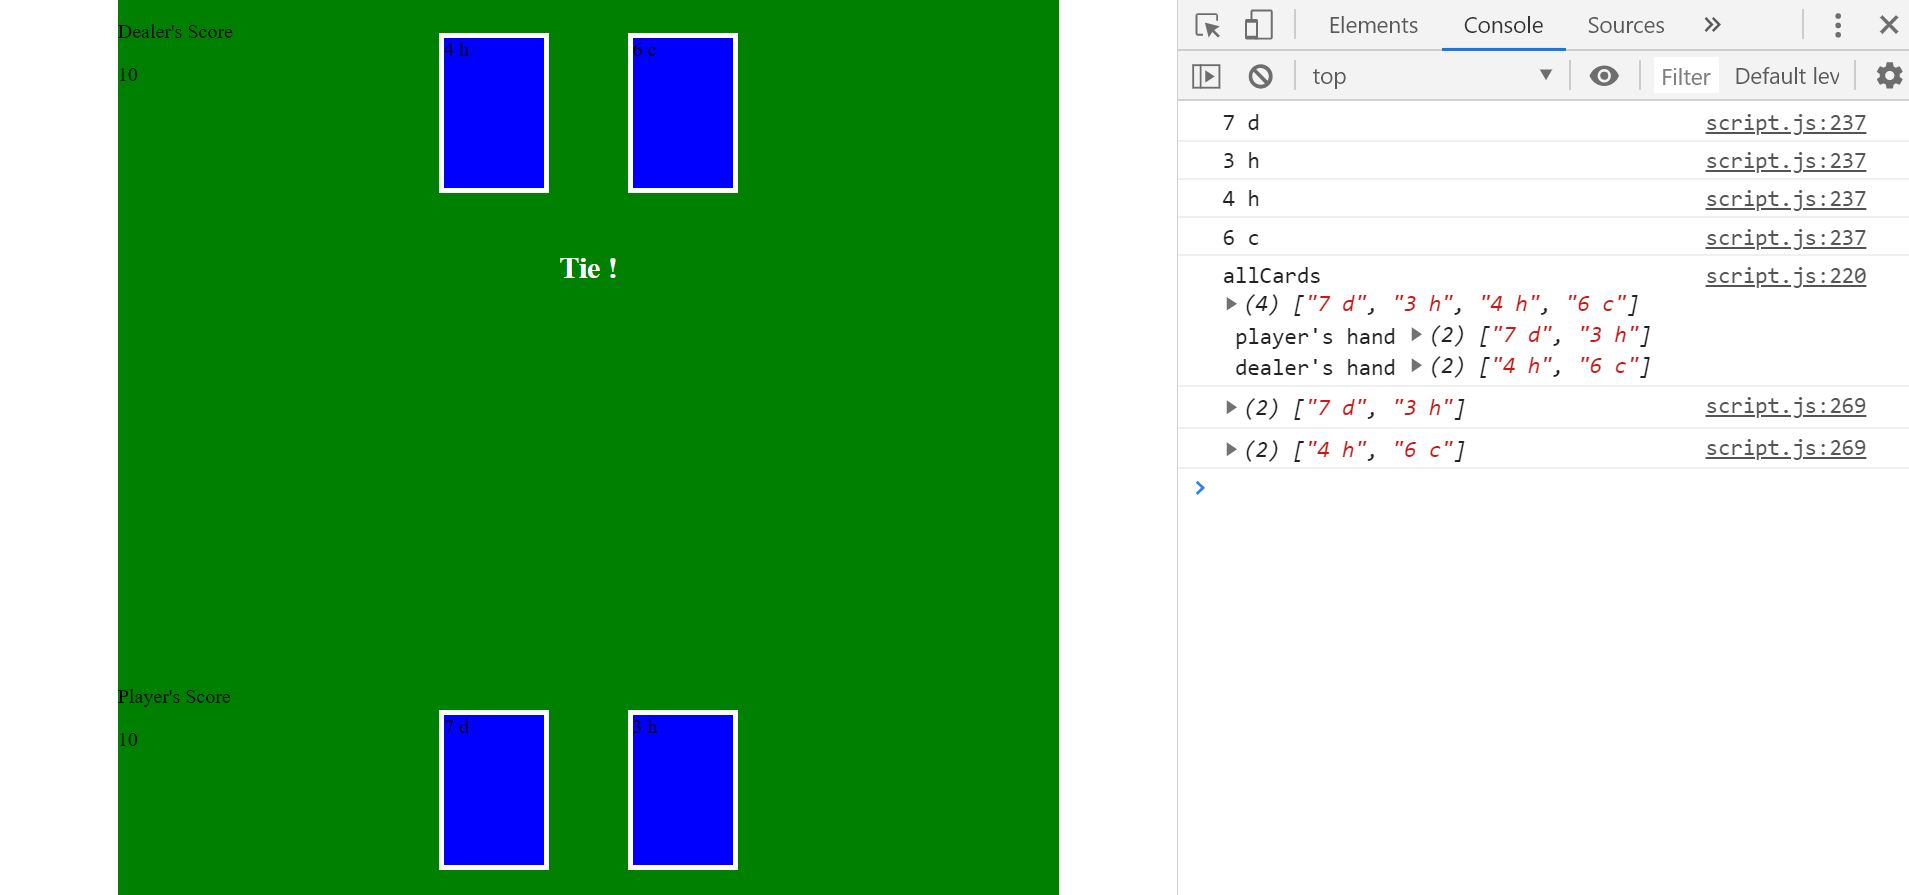 Dealer's Score
4 h
6 c
10
Tie !
Player's Score
7 d
3 h
10
Elements Console Sources
top Filter Default lev
7 d script.js:237
3 h script.js:237
4 h script.js:237
6 c script.js:237
allCards script.js:220
(4) ["7 d", "3 h", "4 h", "6 c"]
player's hand (2) ["7 d", "3 h"]
dealer's hand (2) ["4 h", "6 c"]
(2) ["7 d", "3 h"] script.js:269
(2) ["4 h", "6 c"] script.js:269